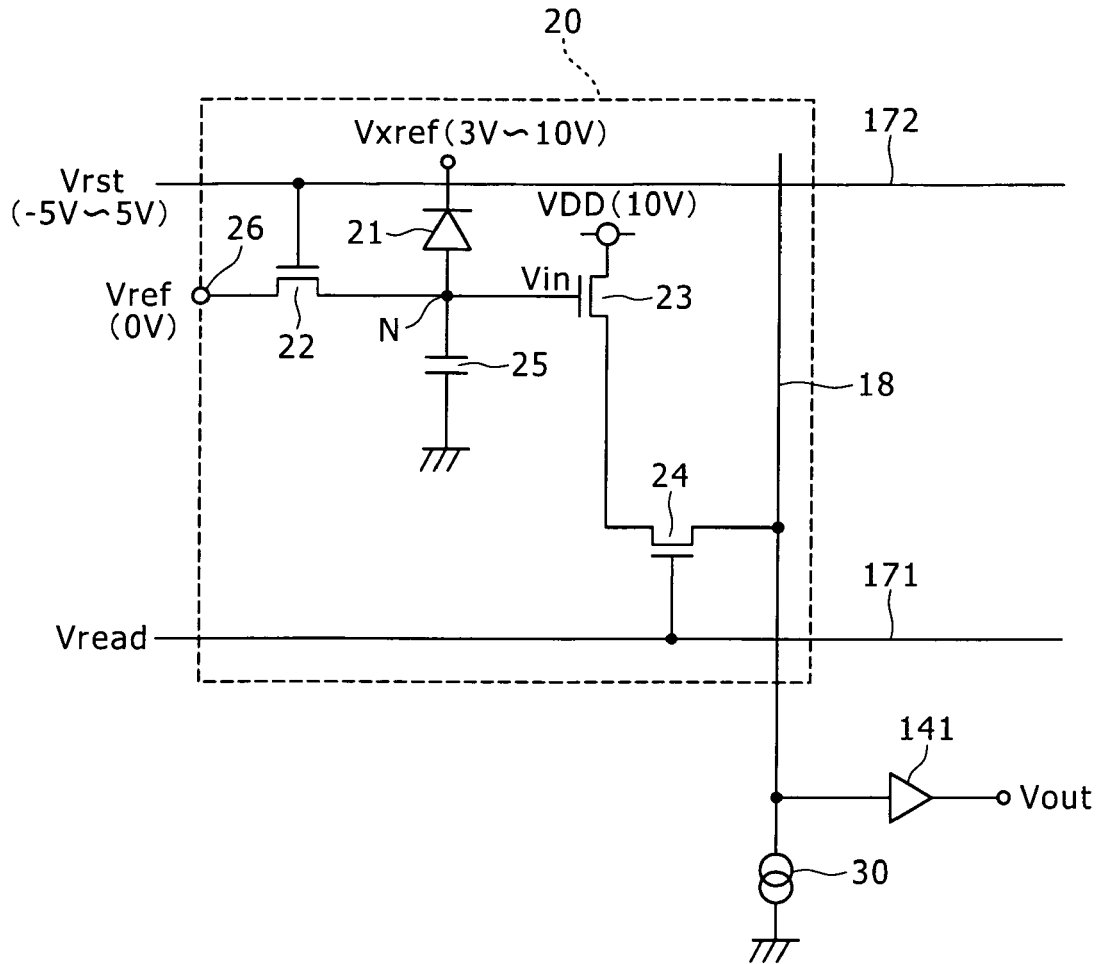 20
Vxref(3V∽10V)
172
Vrst
(-5V∽5V)
VDD(10V)
26
21
Vin
23
Vref
(0V)
22
N
25
18
24
171
Vread
141
Vout
30